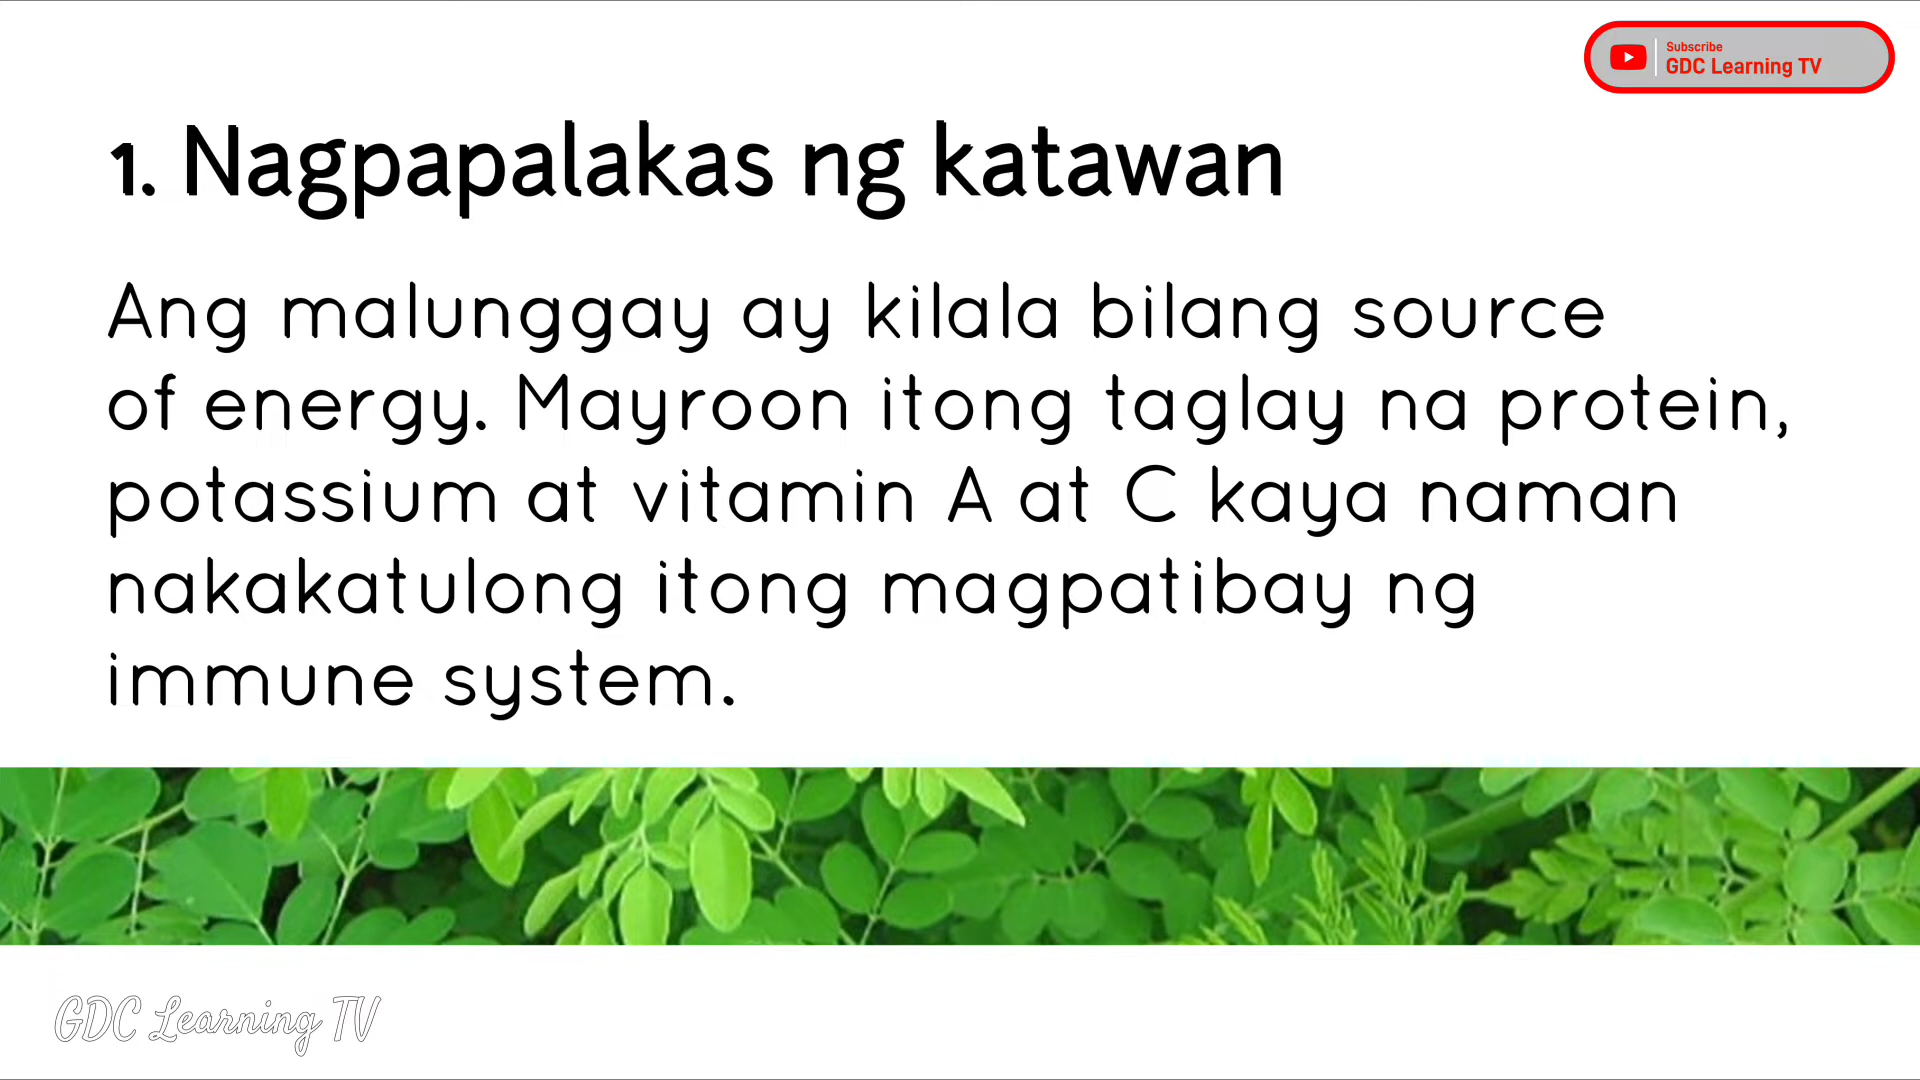 Subscribe
GDC Learning TV
1. Nagpapalakas ng katawan
Ang malunggay ay kilala bilang source
of energy. Mayroon itong taglay na protein,
potassium at vitamin A at C kaya naman
nakakatulong itong magpatibay ng
immune system.
GDC Learning TV